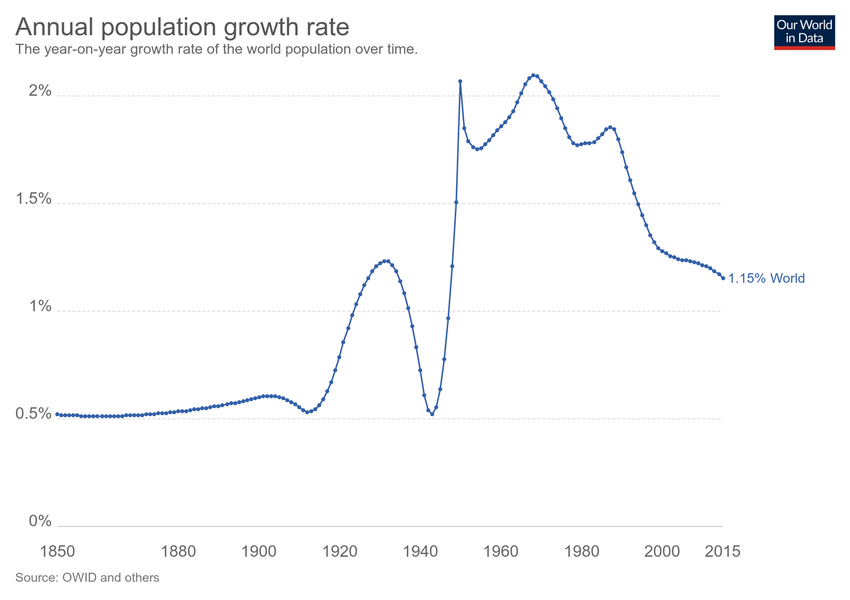 Annual population growth rate
The year-on-year growth rate of the world population over time.
Our World
in Data
2%
1.5%
1%
0.5%
0%
1.15% World
1850 1880 1900 1920 1940 1960 1980 2000 2015
Source: OWID and others